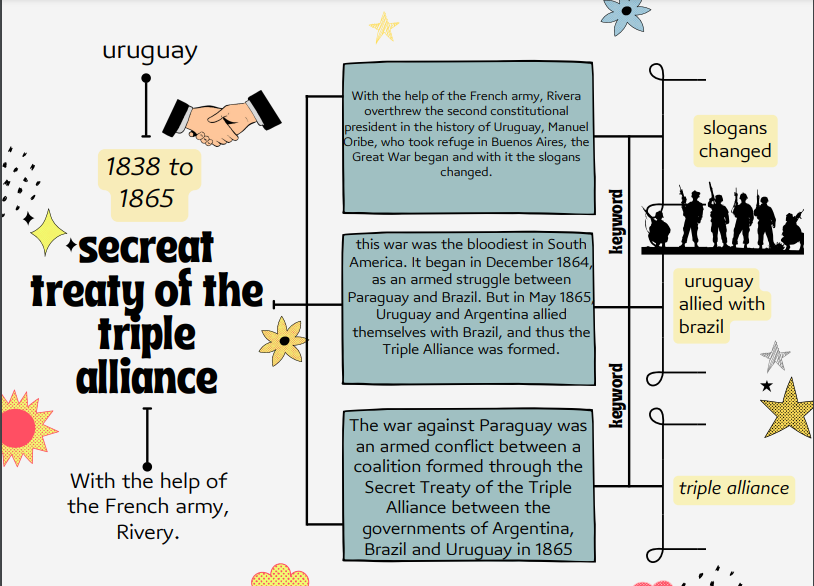 uruguay
1838 to
1865
secreat
treaty of the
triple
alliance
With the help of
the French army,
Rivery.
With the help of the French army, Rivera
overthrew the second constitutional
president in the history of Uruguay, Manuel
Oribe, who took refuge in Buenos Aires, the
Great War began and with it the slogans
changed.
this war was the bloodiest in South
America. It began in December 1864,
as an armed struggle between
Paraguay and Brazil. But in May 1865,
Uruguay and Argentina allied
themselves with Brazil, and thus the
Triple Alliance was formed.
The war against Paraguay was
an armed conflict between a
coalition formed through the
Secret Treaty of the Triple
Alliance between the
governments of Argentina,
Brazil and Uruguay in 1865
keyword
keyword
slogans
changed
uruguay
allied with
brazil
triple alliance